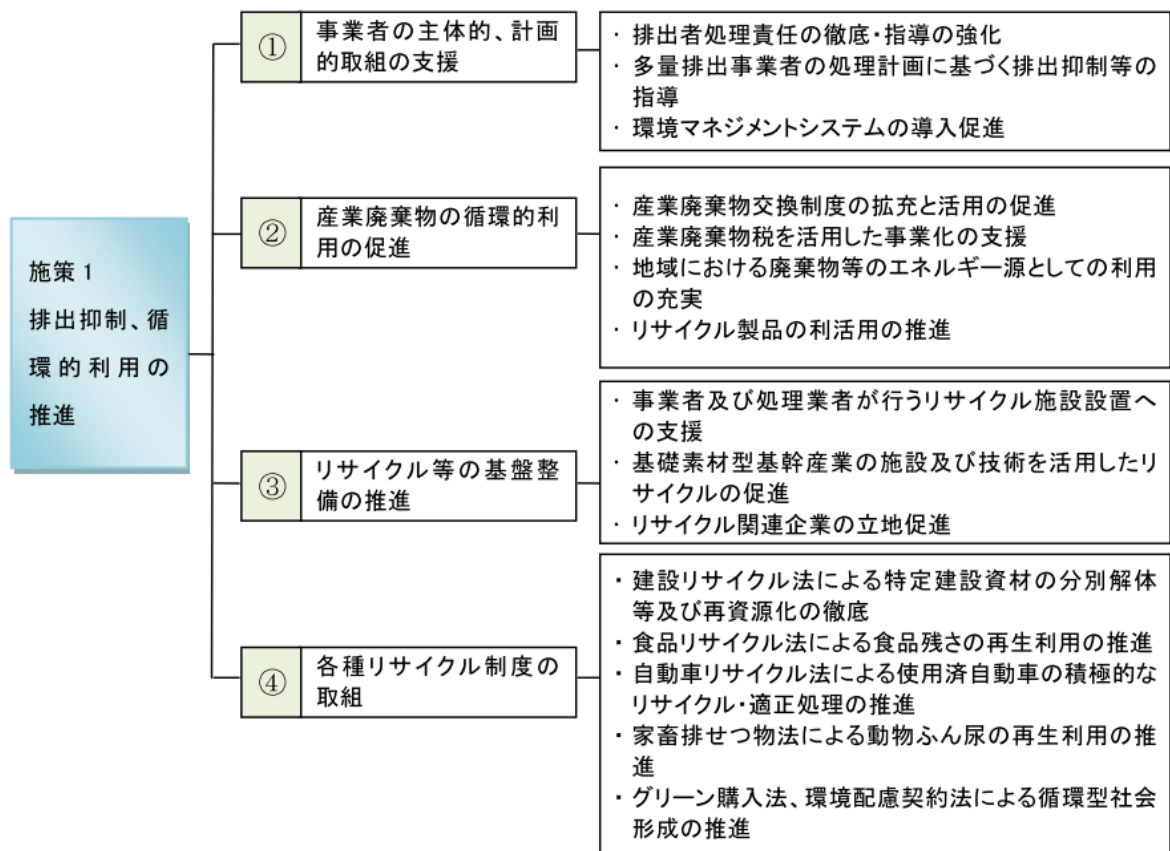 施策 1
排出抑制、循
環的利用の
推進
①
事業者の主体的、計画
的取組の支援
・ 排出者処理責任の徹底・指導の強化
・ 多量排出事業者の処理計画に基づく排出抑制等の
指導
・ 環境マネジメントシステムの導入促進
②
産業廃棄物の循環的利
用の促進
・ 産業廃棄物交換制度の拡充と活用の促進
・ 産業廃棄物税を活用した事業化の支援
・ 地域における廃棄物等のエネルギー源としての利用
の充実
・ リサイクル製品の利活用の推進
③
リサイクル等の基盤整
備の推進
・ 事業者及び処理業者が行うリサイクル施設設置へ
の支援
・ 基礎素材型基幹産業の施設及び技術を活用したリ
サイクルの促進
・ リサイクル関連企業の立地促進
④
各種リサイクル制度の
取組
・建設リサイクル法による特定建設資材の分別解体
等及び再資源化の徹底
・食品リサイクル法による食品残さの再生利用の推進
・自動車リサイクル法による使用済自動車の積極的な
リサイクル・適正処理の推進
・家畜排せつ物法による動物ふん尿の再生利用の推
進
・グリーン購入法、環境配慮契約法による循環型社会
形成の推進